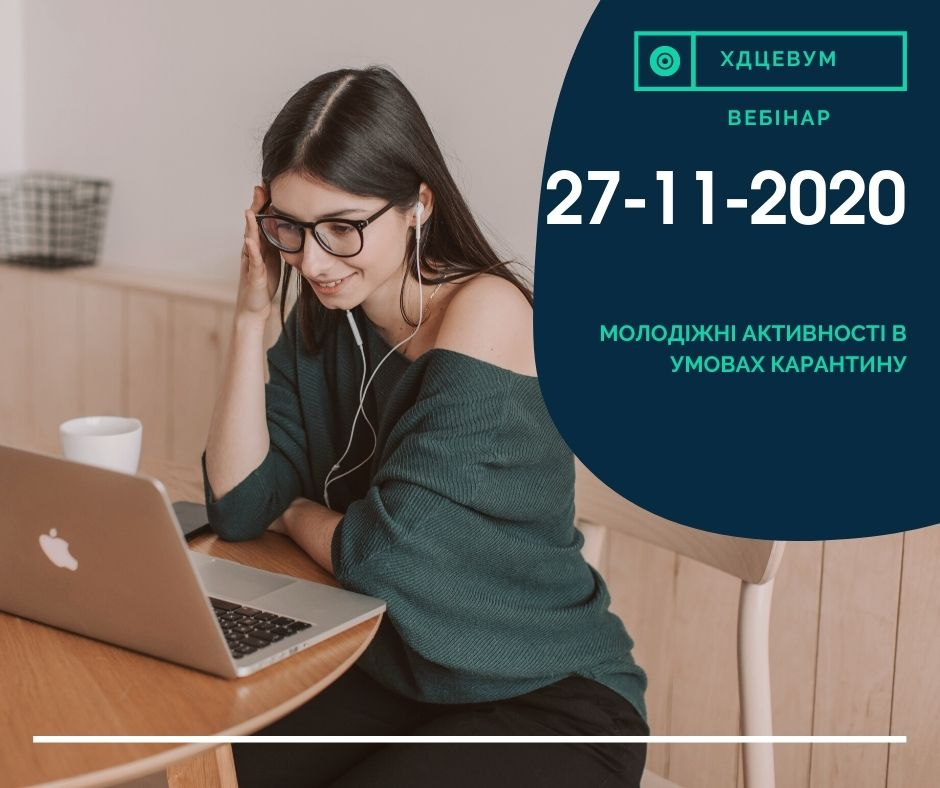 ХДЦЕВУМ
ВЕБІНАР
27-11-2020
МОЛОДІЖНІ АКТИВНОСТІ В
УМОВАХ КАРАНТИНУ